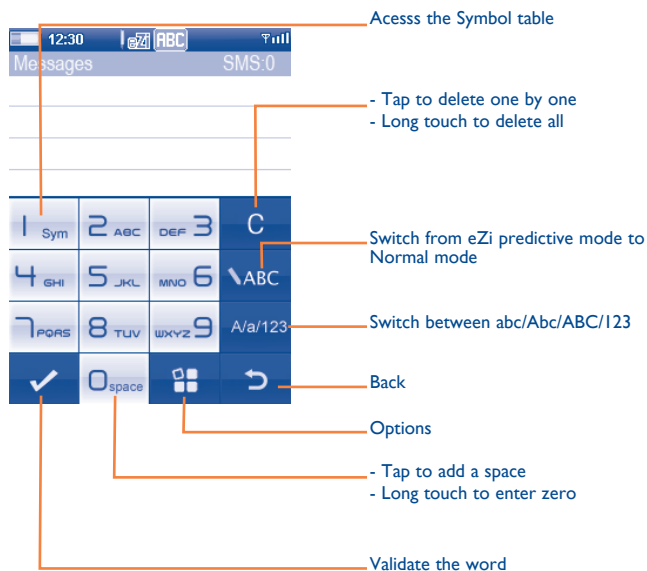 Acesss the Symbol table
12:30 eZi ABC
Messages SMS:0
- Tap to delete one by one
- Long touch to delete all
1 Sym 2 ABC DEF 3 C
Switch from eZi predictive mode to
Normal mode
4 GHI 5 JKL MNO 6 \ABC
7 PQRS 8 TUV WXYZ 9 A/a/123
Switch between abc/Abc/ABC/123
0 space
Back
Options
- Tap to add a space
- Long touch to enter zero
Validate the word